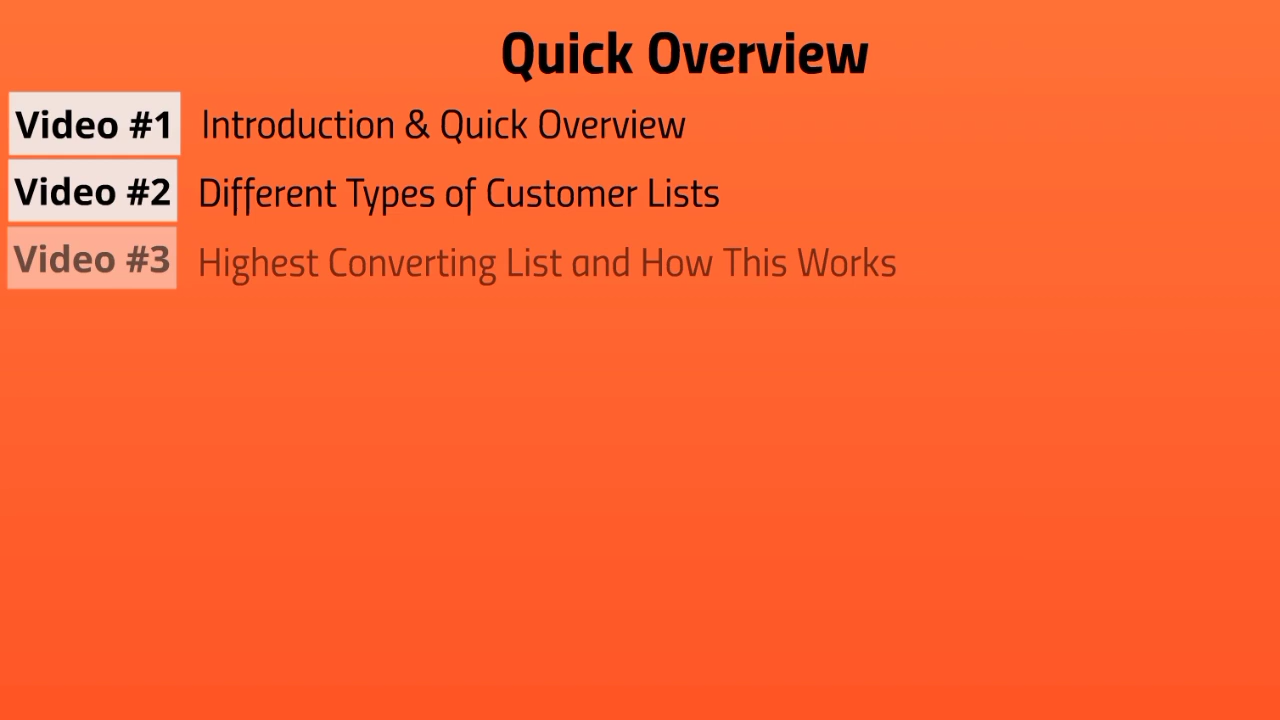 Quick Overview
Video #1 Introduction & Quick Overview
Video #2 Different Types of Customer Lists
Video #3 Highest Converting List and How This Works